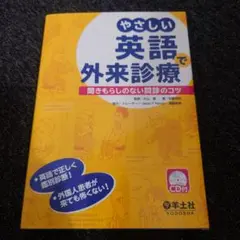 やさしい
英語で
外来診療
聞きもらしのない問診のコツ
英語で正しく
鑑別診断！
外国人患者が
来ても怖くない！
CD付
羊土社
YODOSHA